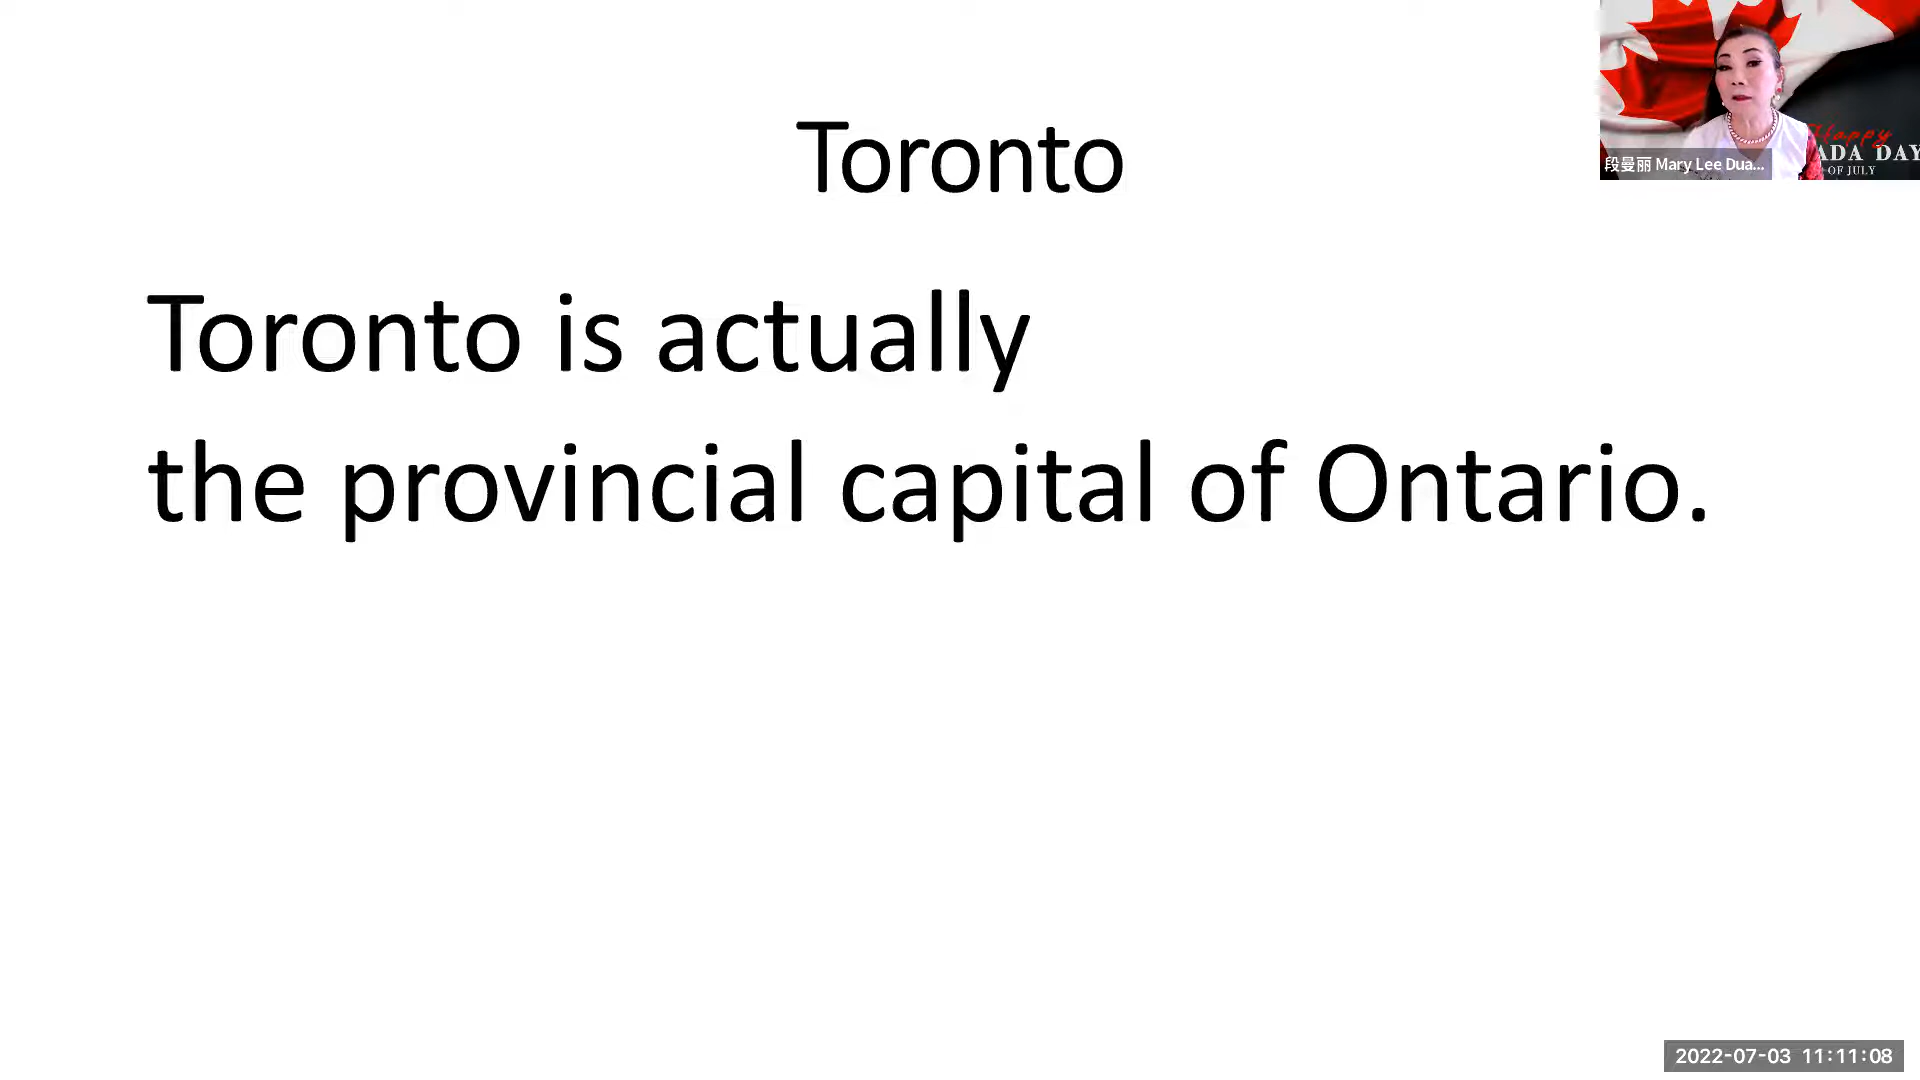 Toronto
Toronto is actually
the provincial capital of Ontario.
Happy
ADA DAY
OF JULY
段曼丽 Mary Lee Dua...
2022-07-03 11:11:08